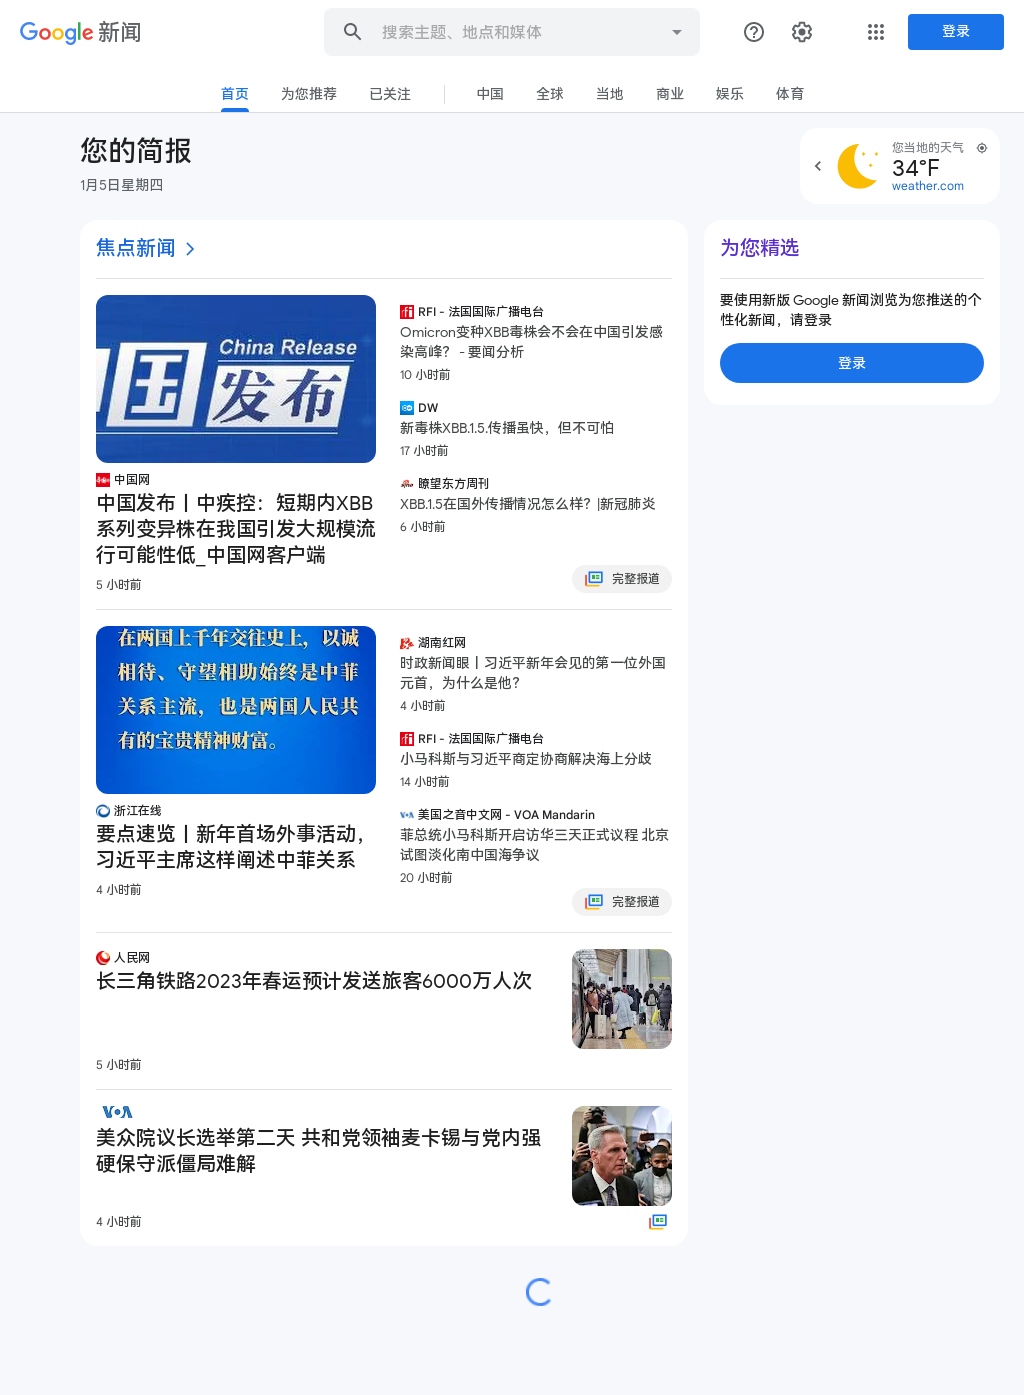 Google 新闻
搜索主题、地点和媒体
登录
首页
为您推荐
已关注
中国
全球
当地
商业
娱乐
体育
您的简报
1月5日星期四
您当地的天气
34°F
weather.com
焦点新闻
China Release
国发布
中国网
中国发布丨中疾控：短期内XBB
系列变异株在我国引发大规模流
行可能性低_中国网客户端
5 小时前
RFI - 法国国际广播电台
Omicron变种XBB毒株会不会在中国引发感
染高峰？ - 要闻分析
10 小时前
DW
新毒株XBB.1.5.传播虽快，但不可怕
17 小时前
瞭望东方周刊
XBB.1.5在国外传播情况怎么样？|新冠肺炎
6 小时前
完整报道
在两国上千年交往史上，以诚
相待、守望相助始终是中菲
关系主流，也是两国人民共
有的宝贵精神财富。
浙江在线
要点速览丨新年首场外事活动，
习近平主席这样阐述中菲关系
4 小时前
湖南红网
时政新闻眼丨习近平新年会见的第一位外国
元首，为什么是他？
4 小时前
RFI - 法国国际广播电台
小马科斯与习近平商定协商解决海上分歧
14 小时前
VOA
美国之音中文网 - VOA Mandarin
菲总统小马科斯开启访华三天正式议程 北京
试图淡化南中国海争议
20 小时前
完整报道
人民网
长三角铁路2023年春运预计发送旅客6000万人次
5 小时前
VOA
美众院议长选举第二天 共和党领袖麦卡锡与党内强
硬保守派僵局难解
4 小时前
为您精选
要使用新版 Google 新闻浏览为您推送的个
性化新闻，请登录
登录